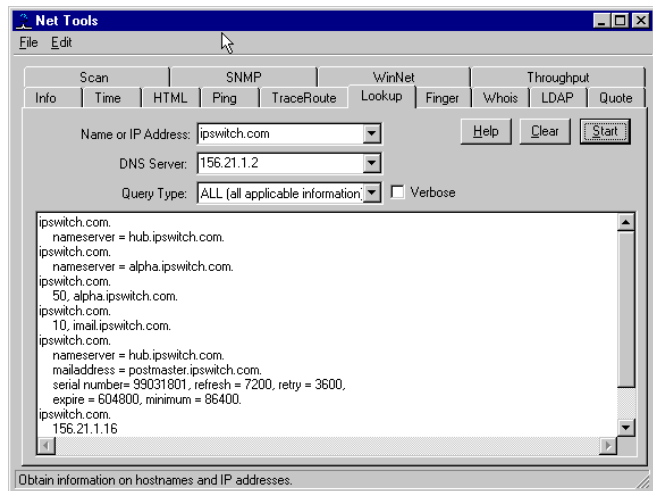 Net Tools
File Edit
Scan SNMP WinNet Throughput
Info Time HTML Ping TraceRoute Lookup Finger Whois LDAP Quote
Name or IP Address: ipswitch.com Help Clear Start
DNS Server: 156.21.1.2
Query Type: ALL (all applicable information) Verbose
ipswitch.com.
nameserver = hub.ipswitch.com.
ipswitch.com.
nameserver = alpha.ipswitch.com.
ipswitch.com.
50, alpha.ipswitch.com.
ipswitch.com.
10, imail.ipswitch.com.
ipswitch.com.
nameserver = hub.ipswitch.com.
mailaddress = postmaster.ipswitch.com.
serial number= 99031801, refresh = 7200, retry = 3600,
expire = 604800, minimum = 86400.
ipswitch.com.
156.21.1.16
Obtain information on hostnames and IP addresses.